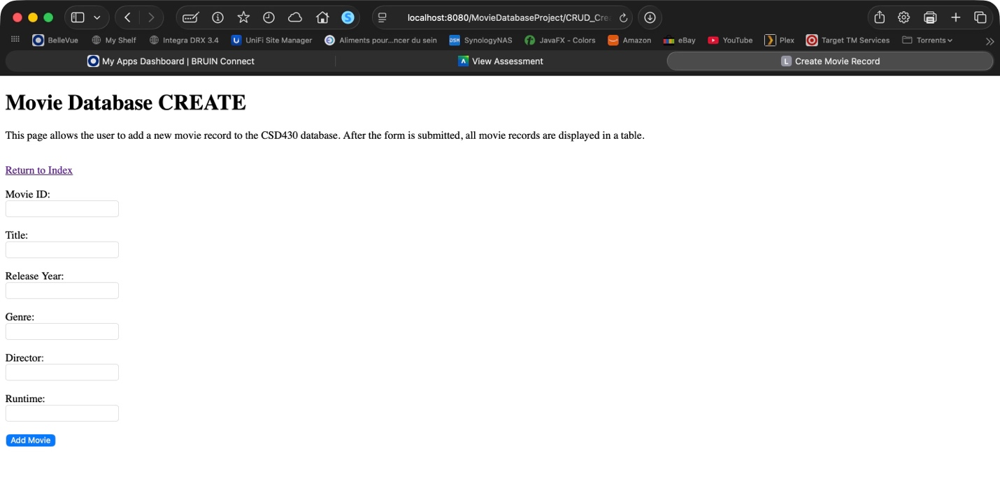 localhost:8080/MovieDatabaseProject/CRUD_Cre
BelleVue My Shelf Integra DRX 3.4 UniFi Site Manager Aliments pour...ncer du sein DSM SynologyNAS JavaFX - Colors Amazon eBay YouTube Plex Target TM Services Torrents
My Apps Dashboard | BRUIN Connect View Assessment L Create Movie Record
Movie Database CREATE
This page allows the user to add a new movie record to the CSD430 database. After the form is submitted, all movie records are displayed in a table.
Return to Index
Movie ID:
Title:
Release Year:
Genre:
Director:
Runtime:
Add Movie